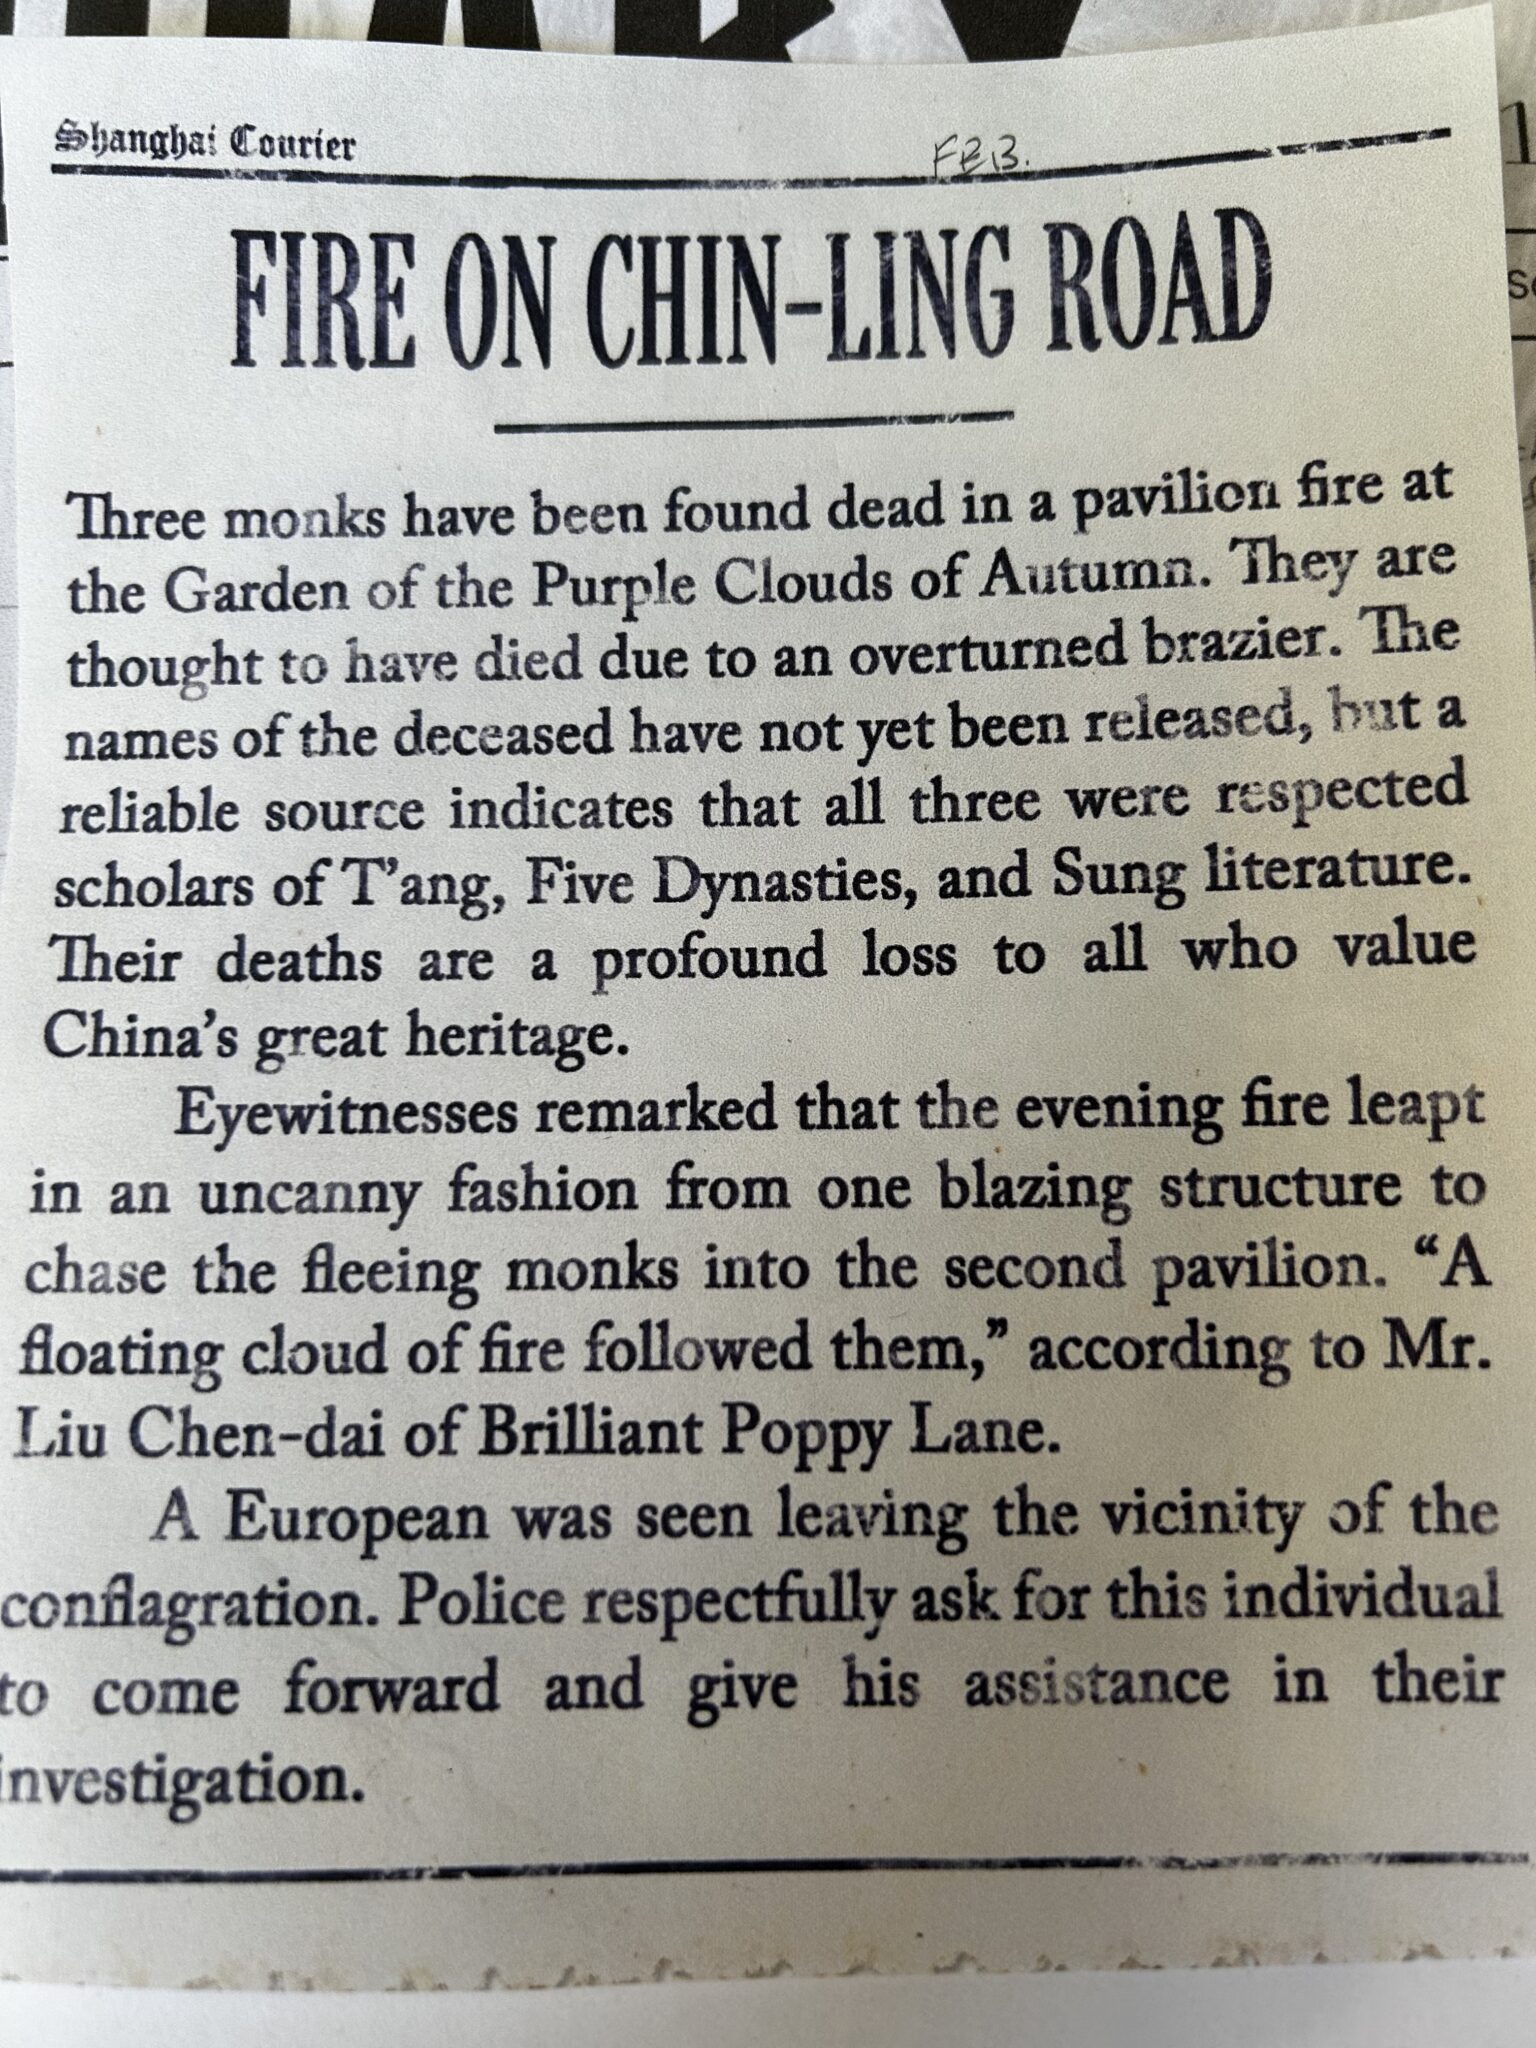 Shanghai Courier
FEB.
FIRE ON CHIN-LING ROAD
Three monks have been found dead in a pavilion fire at
the Garden of the Purple Clouds of Autumn. They are
thought to have died due to an overturned brazier. The
names of the deceased have not yet been released, but a
reliable source indicates that all three were respected
scholars of T’ang, Five Dynasties, and Sung literature.
Their deaths are a profound loss to all who value
China’s great heritage.
Eyewitnesses remarked that the evening fire leapt
in an uncanny fashion from one blazing structure to
chase the fleeing monks into the second pavilion. “A
floating cloud of fire followed them,” according to Mr.
Liu Chen-dai of Brilliant Poppy Lane.
A European was seen leaving the vicinity of the
conflagration. Police respectfully ask for this individual
to come forward and give his assistance in their
investigation.